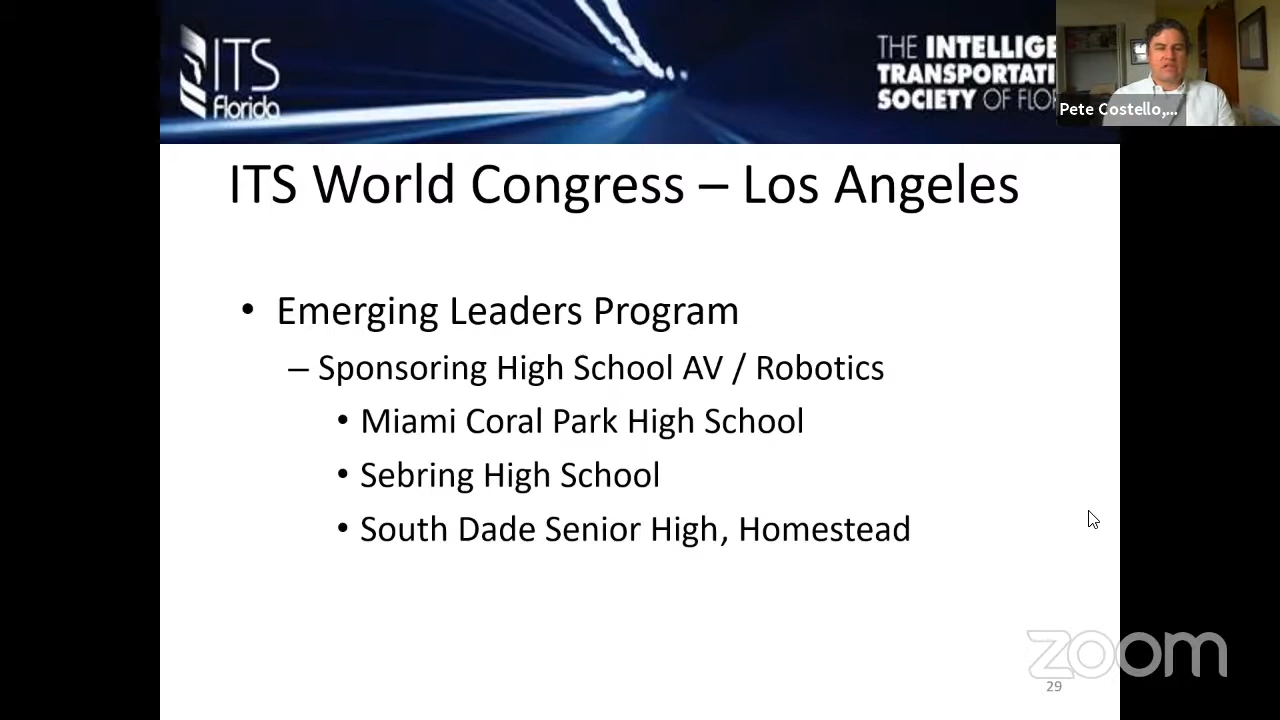 ITS
Florida
THE INTELLIGE
TRANSPORTATI
SOCIETY OF FLO
Pete Costello,...
ITS World Congress – Los Angeles
• Emerging Leaders Program
– Sponsoring High School AV / Robotics
• Miami Coral Park High School
• Sebring High School
• South Dade Senior High, Homestead
zoom
29